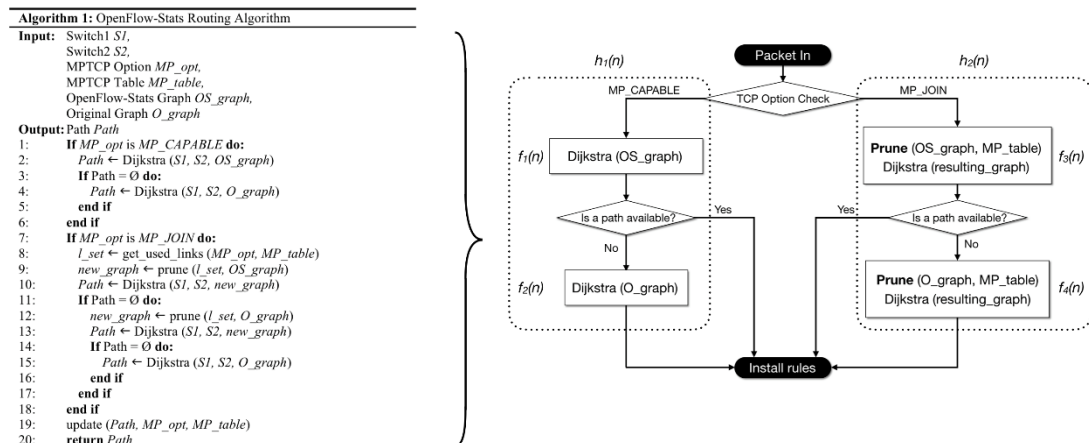 Algorithm 1: OpenFlow-Stats Routing Algorithm
Input: Switch1 S1,
Switch2 S2,
MPTCP Option MP_opt,
MPTCP Table MP_table,
OpenFlow-Stats Graph OS_graph,
Original Graph O_graph
Output: Path Path
1: If MP_opt is MP_CAPABLE do:
2: Path ← Dijkstra (S1, S2, OS_graph)
3: If Path = Ø do:
4: Path ← Dijkstra (S1, S2, O_graph)
5: end if
6: end if
7: If MP_opt is MP_JOIN do:
8: l_set ← get_used_links (MP_opt, MP_table)
9: new_graph ← prune (l_set, OS_graph)
10: Path ← Dijkstra (S1, S2, new_graph)
11: If Path = Ø do:
12: new_graph ← prune (l_set, O_graph)
13: Path ← Dijkstra (S1, S2, new_graph)
14: If Path = Ø do:
15: Path ← Dijkstra (S1, S2, O_graph)
16: end if
17: end if
18: end if
19: update (Path, MP_opt, MP_table)
20: return Path
Packet In
h1(n)
h2(n)
MP_CAPABLE
TCP Option Check
MP_JOIN
f1(n)
Dijkstra (OS_graph)
Prune (OS_graph, MP_table)
Dijkstra (resulting_graph)
f3(n)
Is a path available?
Yes
Yes
Is a path available?
No
No
f2(n)
Dijkstra (O_graph)
Prune (O_graph, MP_table)
Dijkstra (resulting_graph)
f4(n)
Install rules